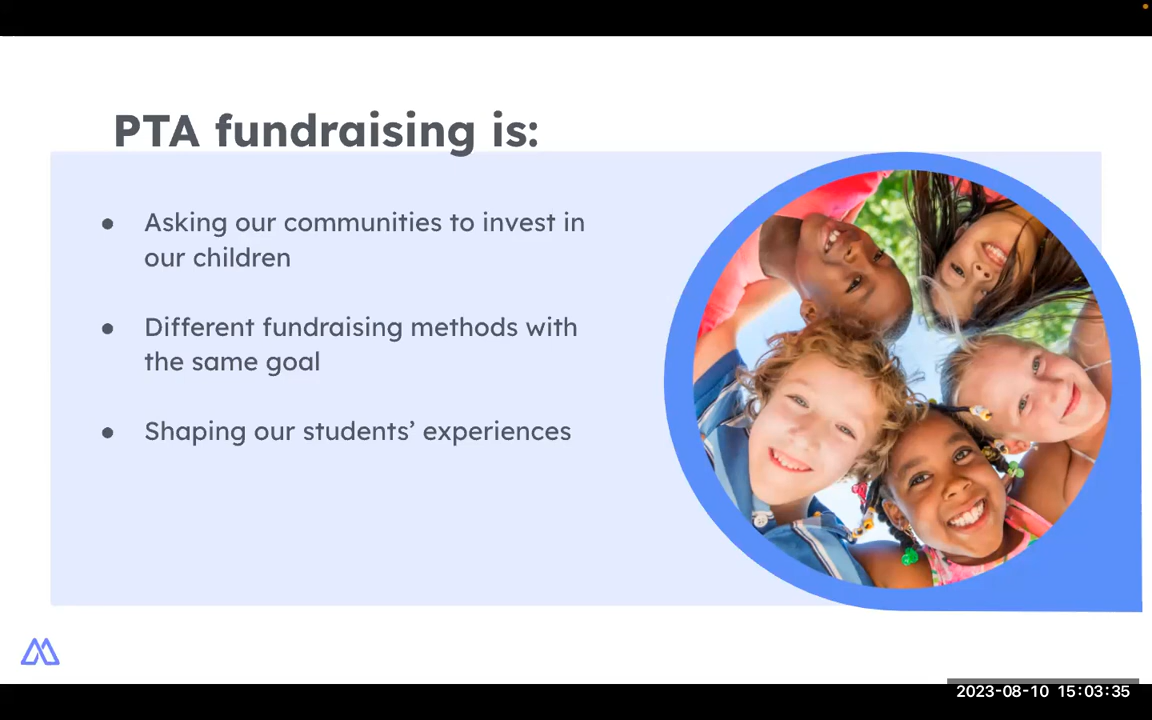 PTA fundraising is:
● Asking our communities to invest in
our children
● Different fundraising methods with
the same goal
● Shaping our students’ experiences
2023-08-10 15:03:35